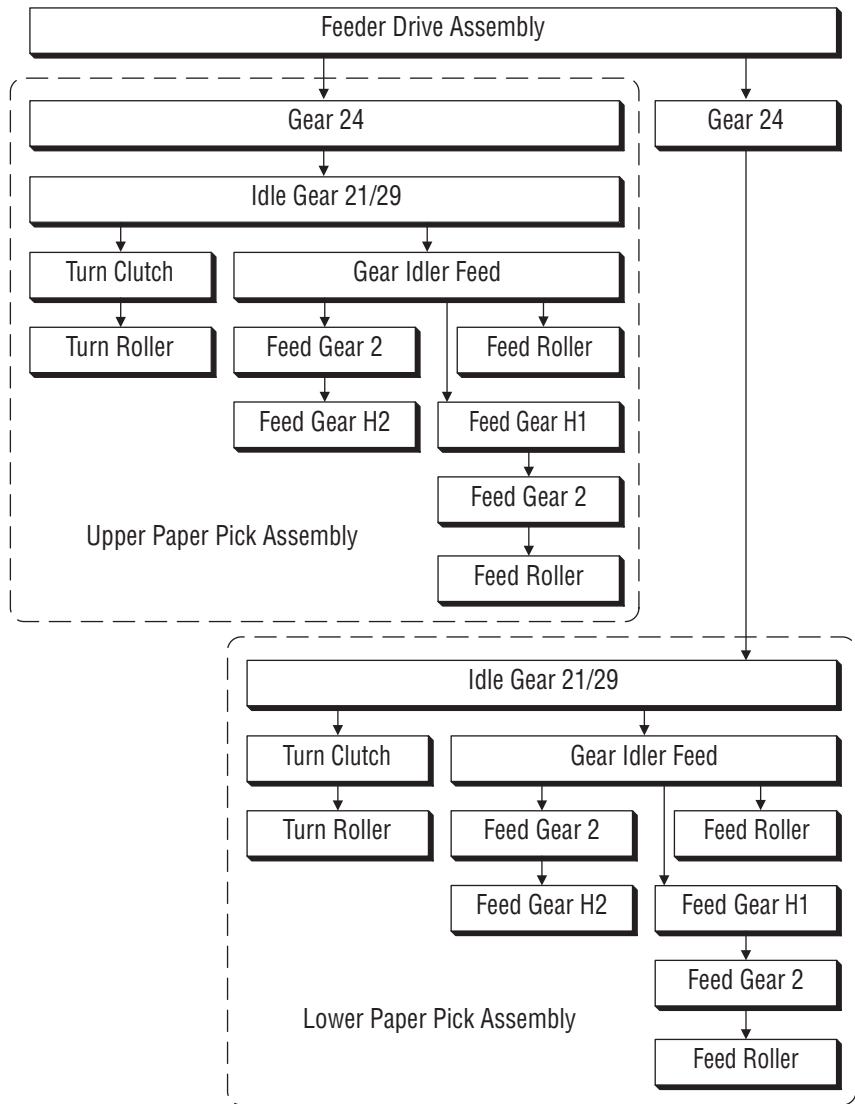 Feeder Drive Assembly
Gear 24
Gear 24
Idle Gear 21/29
Turn Clutch
Gear Idler Feed
Turn Roller
Feed Gear 2
Feed Roller
Feed Gear H2
Feed Gear H1
Feed Gear 2
Upper Paper Pick Assembly
Feed Roller
Idle Gear 21/29
Turn Clutch
Gear Idler Feed
Turn Roller
Feed Gear 2
Feed Roller
Feed Gear H2
Feed Gear H1
Feed Gear 2
Lower Paper Pick Assembly
Feed Roller